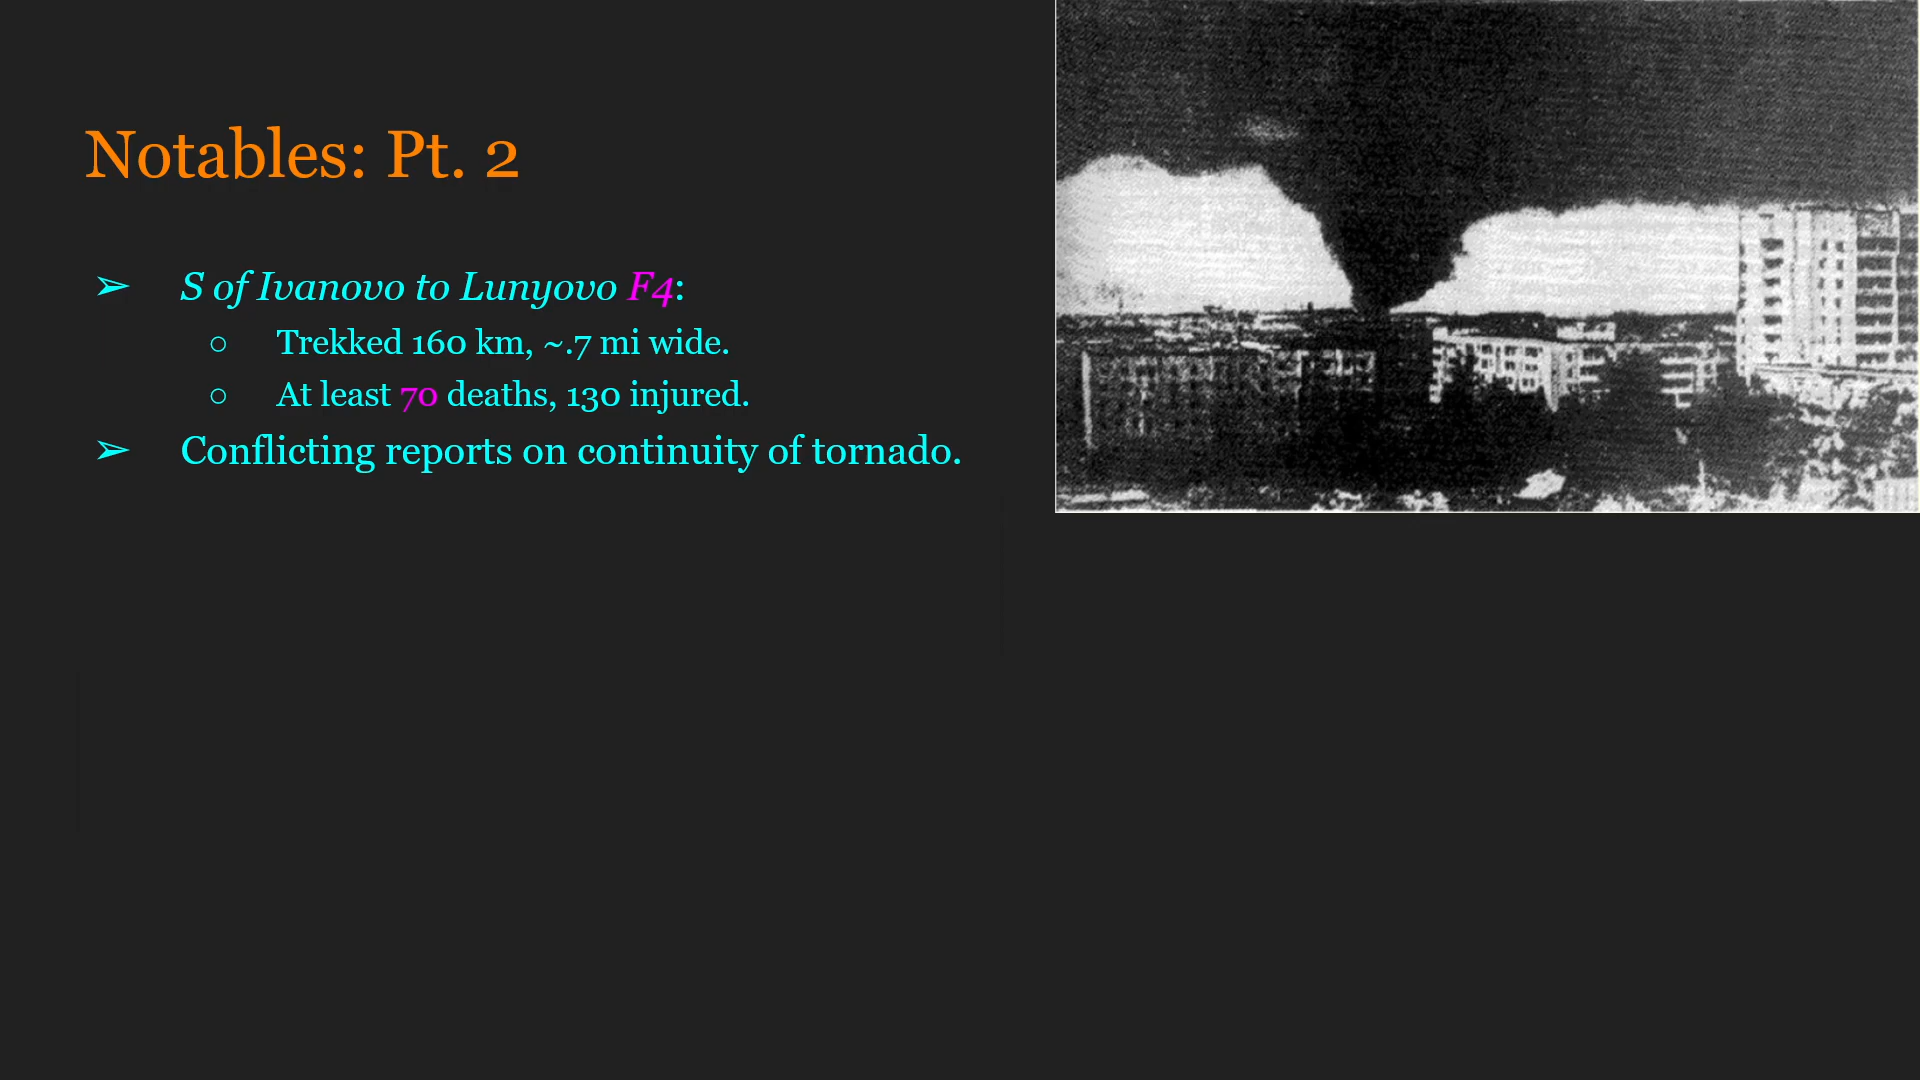 Notables: Pt. 2
➢ S of Ivanovo to Lunyovo F4:
○ Trekked 160 km, ~.7 mi wide.
○ At least 70 deaths, 130 injured.
➢ Conflicting reports on continuity of tornado.